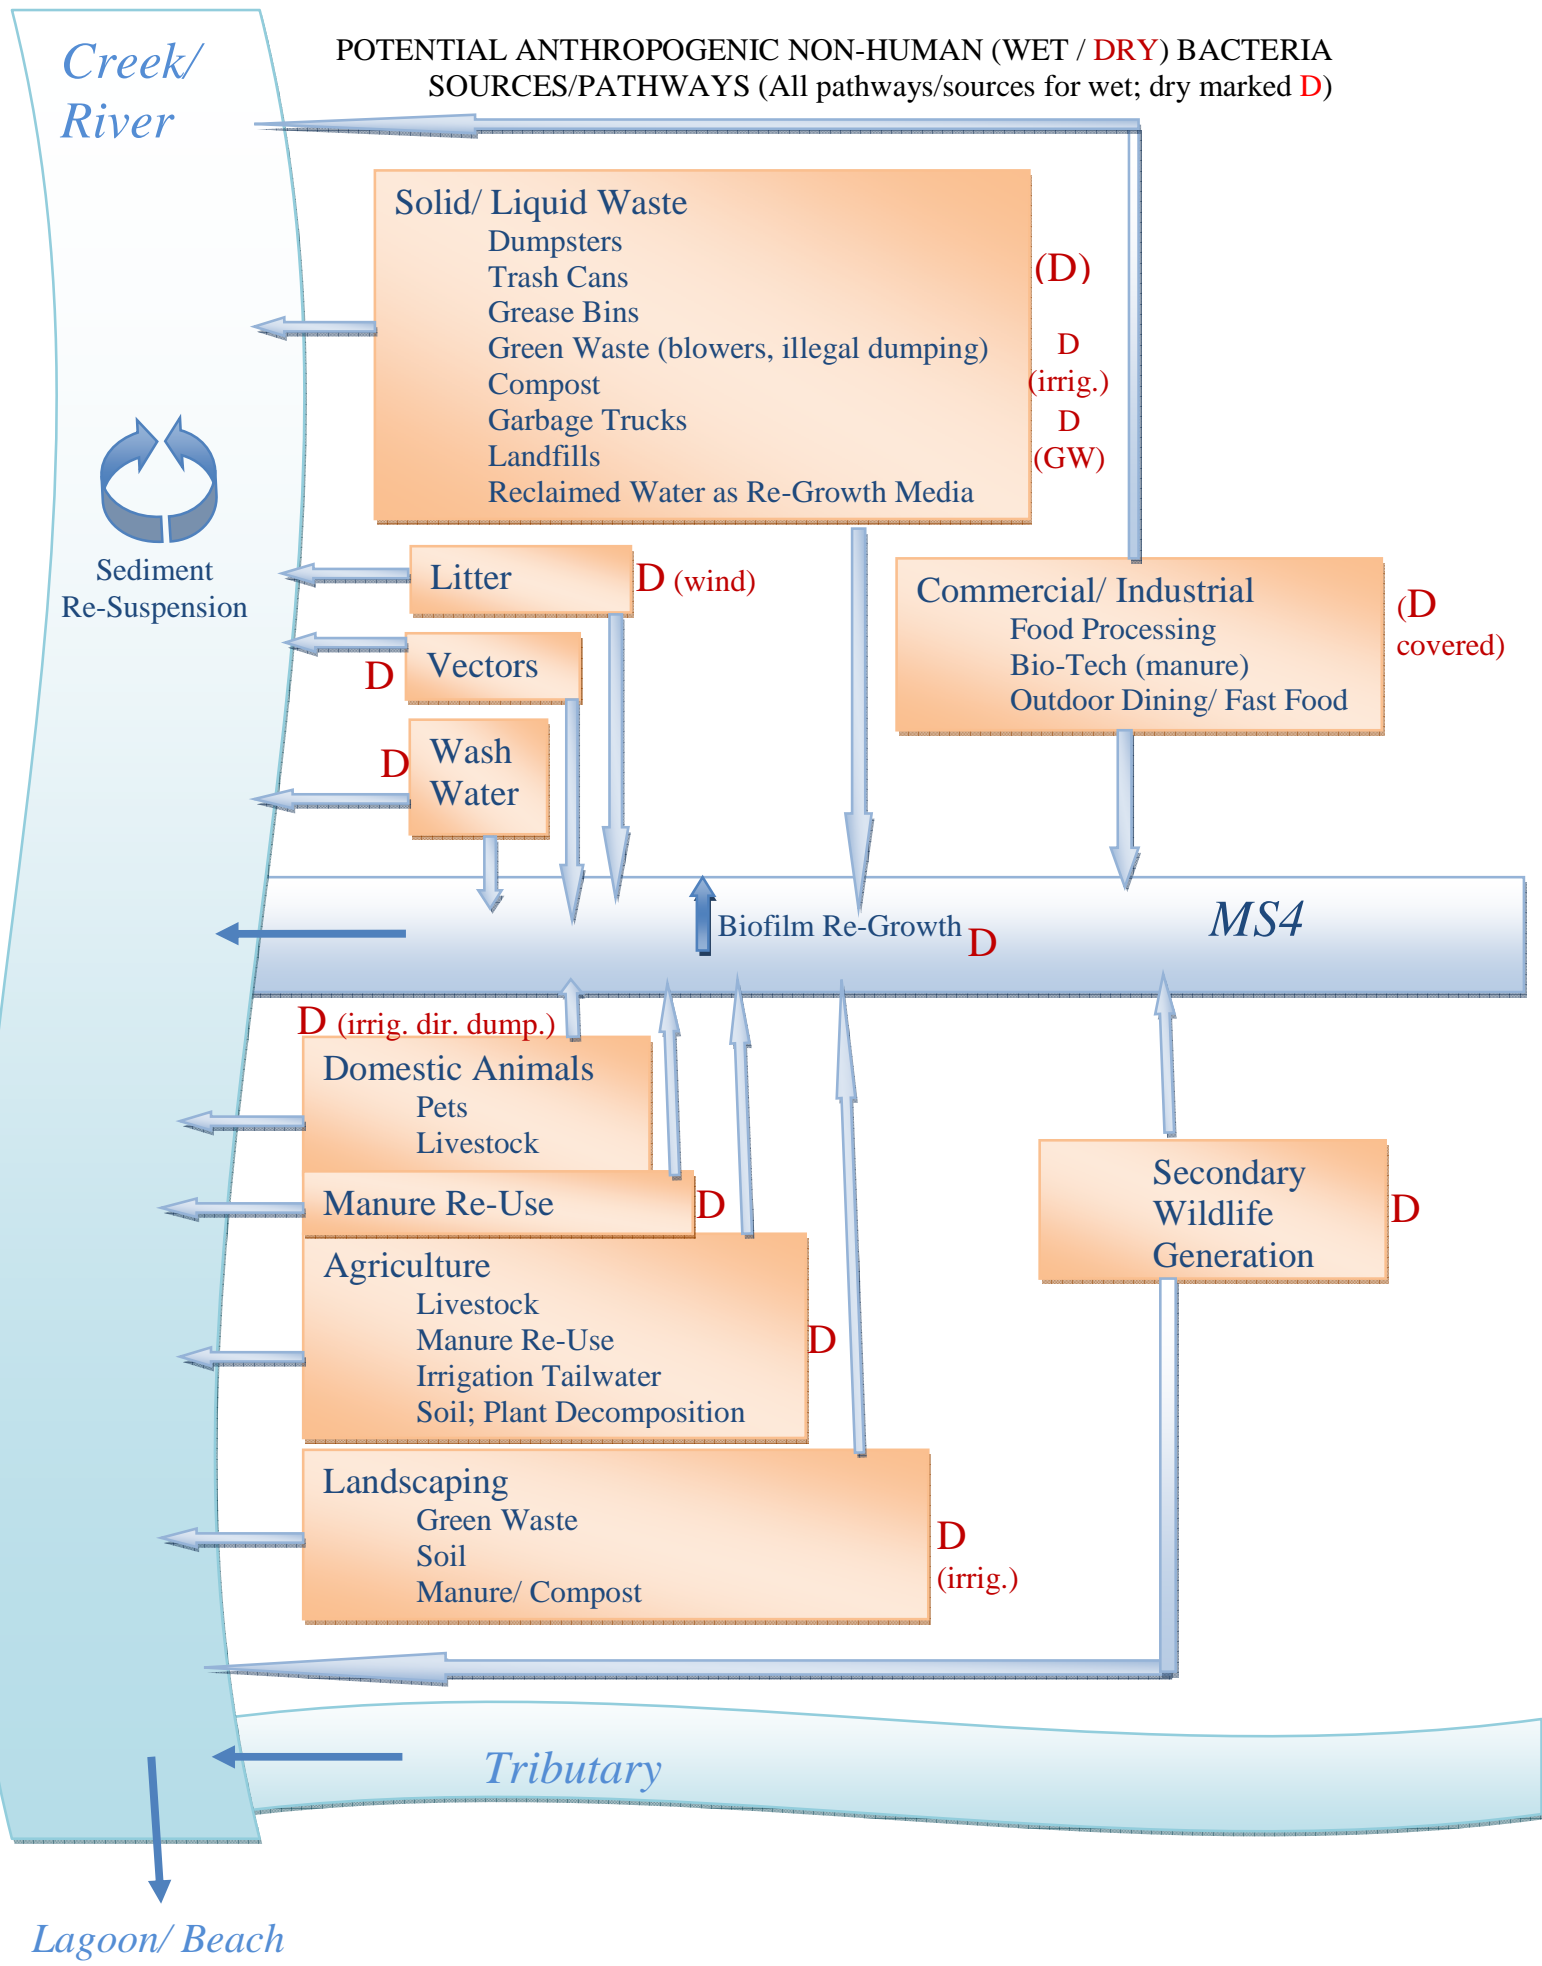 Creek/
River
POTENTIAL ANTHROPOGENIC NON-HUMAN (WET / DRY) BACTERIA
SOURCES/PATHWAYS (All pathways/sources for wet; dry marked D)
Solid/ Liquid Waste
Dumpsters
Trash Cans
Grease Bins
Green Waste (blowers, illegal dumping)
Compost
Garbage Trucks
Landfills
Reclaimed Water as Re-Growth Media
(D)
D
(irrig.)
D
(GW)
Sediment
Re-Suspension
Litter
D (wind)
Vectors
D
Wash
Water
D
Commercial/ Industrial
Food Processing
Bio-Tech (manure)
Outdoor Dining/ Fast Food
(D
covered)
Biofilm Re-Growth D
MS4
D (irrig. dir. dump.)
Domestic Animals
Pets
Livestock
Manure Re-Use
D
Agriculture
Livestock
Manure Re-Use
Irrigation Tailwater
Soil; Plant Decomposition
D
Secondary
Wildlife
Generation
D
Landscaping
Green Waste
Soil
Manure/ Compost
D
(irrig.)
Tributary
Lagoon/ Beach